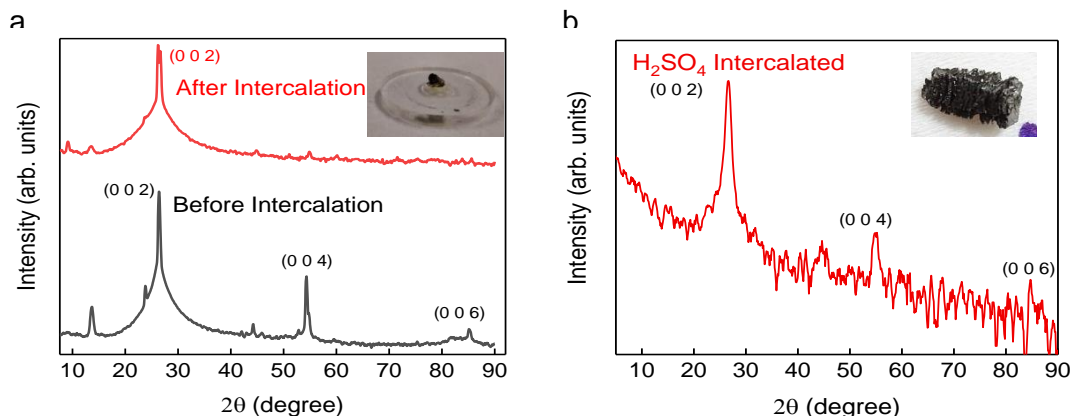 a
(0 0 2)
After Intercalation
(0 0 2)
Before Intercalation
(0 0 4)
(0 0 6)
Intensity (arb. units)
10 20 30 40 50 60 70 80 90
2θ (degree)
b
H₂SO₄ Intercalated
(0 0 2)
(0 0 4)
(0 0 6)
Intensity (arb. units)
10 20 30 40 50 60 70 80 90
2θ (degree)